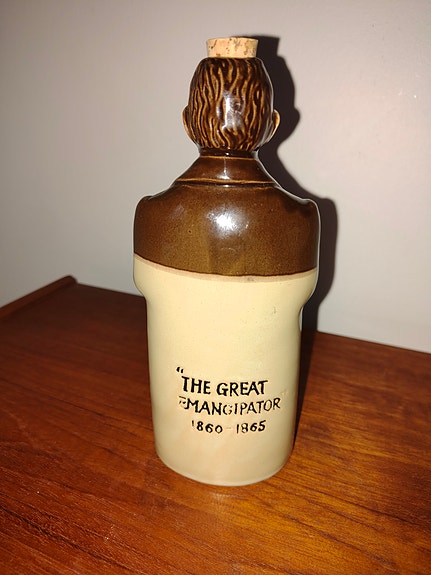 "THE GREAT
EMANCIPATOR
1860-1865